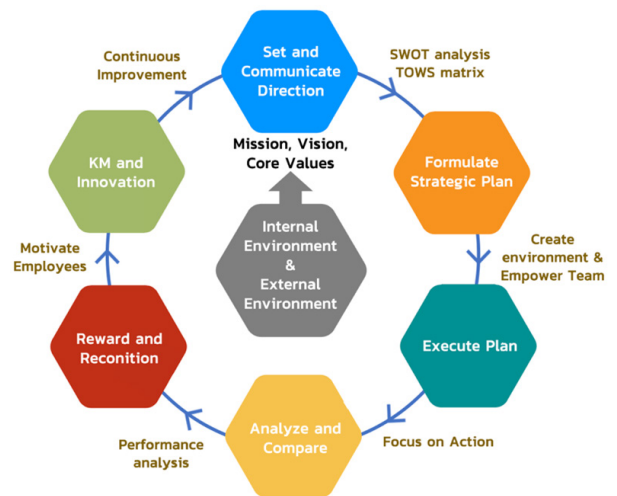 Set and
Communicate
Direction
SWOT analysis
TOWS matrix
Formulate
Strategic Plan
Create
environment &
Empower Team
Execute Plan
Focus on Action
Analyze and
Compare
Performance
analysis
Reward and
Reconition
Motivate
Employees
KM and
Innovation
Continuous
Improvement
Mission, Vision,
Core Values
Internal
Environment
&
External
Environment